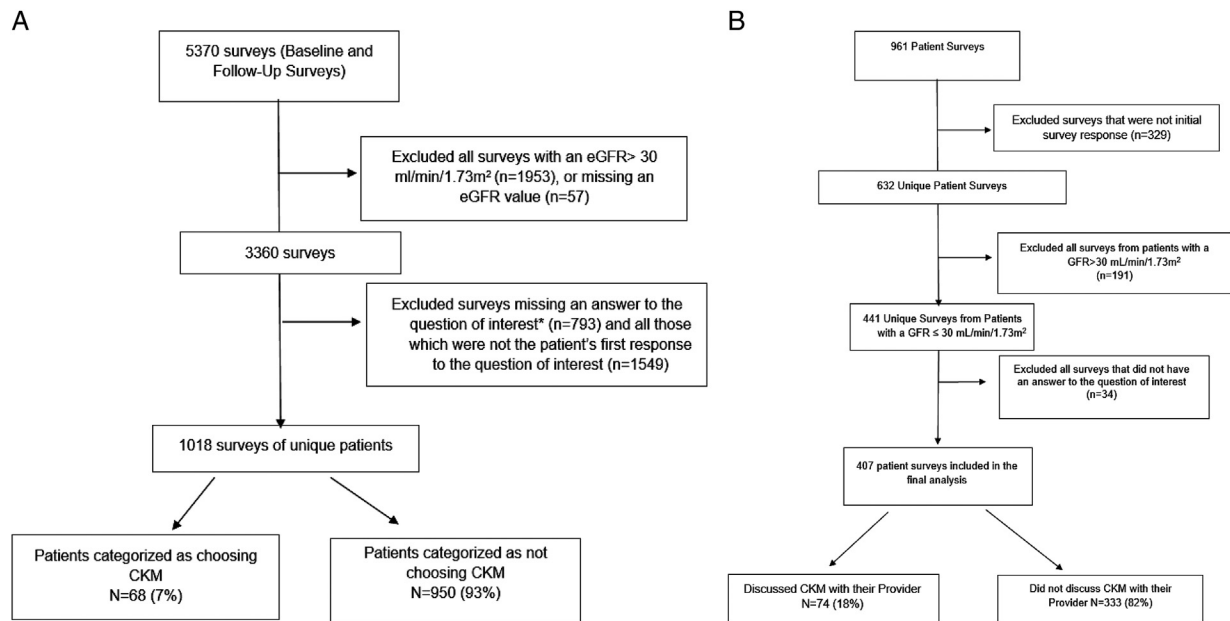 A
5370 surveys (Baseline and
Follow-Up Surveys)
Excluded all surveys with an eGFR> 30
ml/min/1.73m² (n=1953), or missing an
eGFR value (n=57)
3360 surveys
Excluded surveys missing an answer to the
question of interest* (n=793) and all those
which were not the patient's first response
to the question of interest (n=1549)
1018 surveys of unique patients
Patients categorized as choosing
CKM
N=68 (7%)
Patients categorized as not
choosing CKM
N=950 (93%)
B
961 Patient Surveys
Excluded surveys that were not initial
survey response (n=329)
632 Unique Patient Surveys
Excluded all surveys from patients with a
GFR>30 mL/min/1.73m²
(n=191)
441 Unique Surveys from Patients
with a GFR ≤ 30 mL/min/1.73m²
Excluded all surveys that did not have
an answer to the question of interest
(n=34)
407 patient surveys included in the
final analysis
Discussed CKM with their Provider
N=74 (18%)
Did not discuss CKM with their
Provider N=333 (82%)